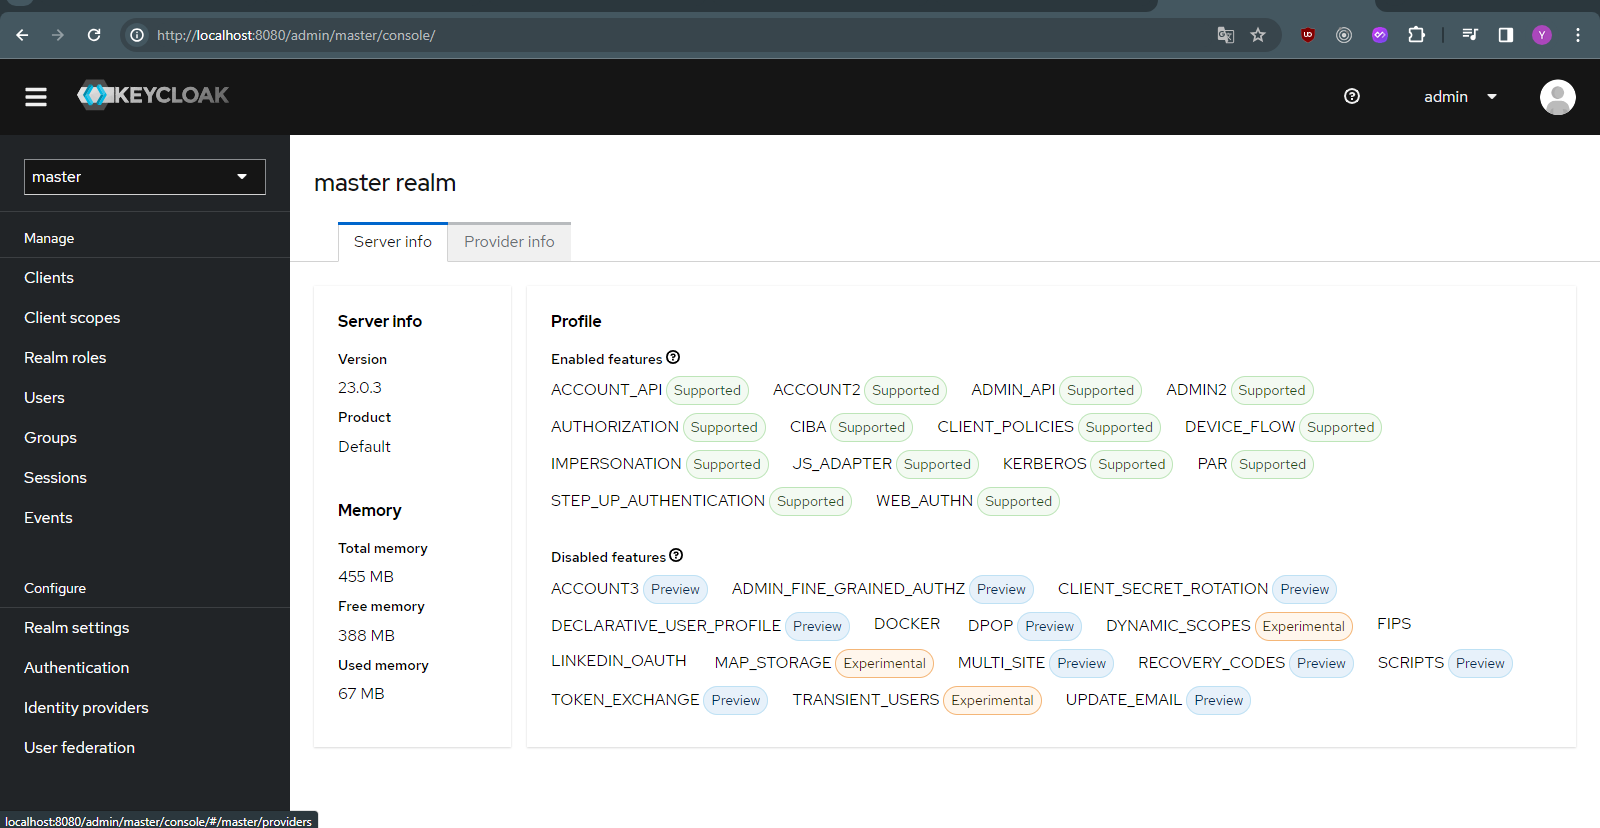 http://localhost:8080/admin/master/console/
Y
KEYCLOAK
admin
master
Manage
Clients
Client scopes
Realm roles
Users
Groups
Sessions
Events
Configure
Realm settings
Authentication
Identity providers
User federation
localhost:8080/admin/master/console/#/master/providers
master realm
Server info Provider info
Server info
Version
23.0.3
Product
Default
Memory
Total memory
455 MB
Free memory
388 MB
Used memory
67 MB
Profile
Enabled features
ACCOUNT_API Supported ACCOUNT2 Supported ADMIN_API Supported ADMIN2 Supported
AUTHORIZATION Supported CIBA Supported CLIENT_POLICIES Supported DEVICE_FLOW Supported
IMPERSONATION Supported JS_ADAPTER Supported KERBEROS Supported PAR Supported
STEP_UP_AUTHENTICATION Supported WEB_AUTHN Supported
Disabled features
ACCOUNT3 Preview ADMIN_FINE_GRAINED_AUTHZ Preview CLIENT_SECRET_ROTATION Preview
DECLARATIVE_USER_PROFILE Preview DOCKER DPOP Preview DYNAMIC_SCOPES Experimental FIPS
LINKEDIN_OAUTH MAP_STORAGE Experimental MULTI_SITE Preview RECOVERY_CODES Preview SCRIPTS Preview
TOKEN_EXCHANGE Preview TRANSIENT_USERS Experimental UPDATE_EMAIL Preview